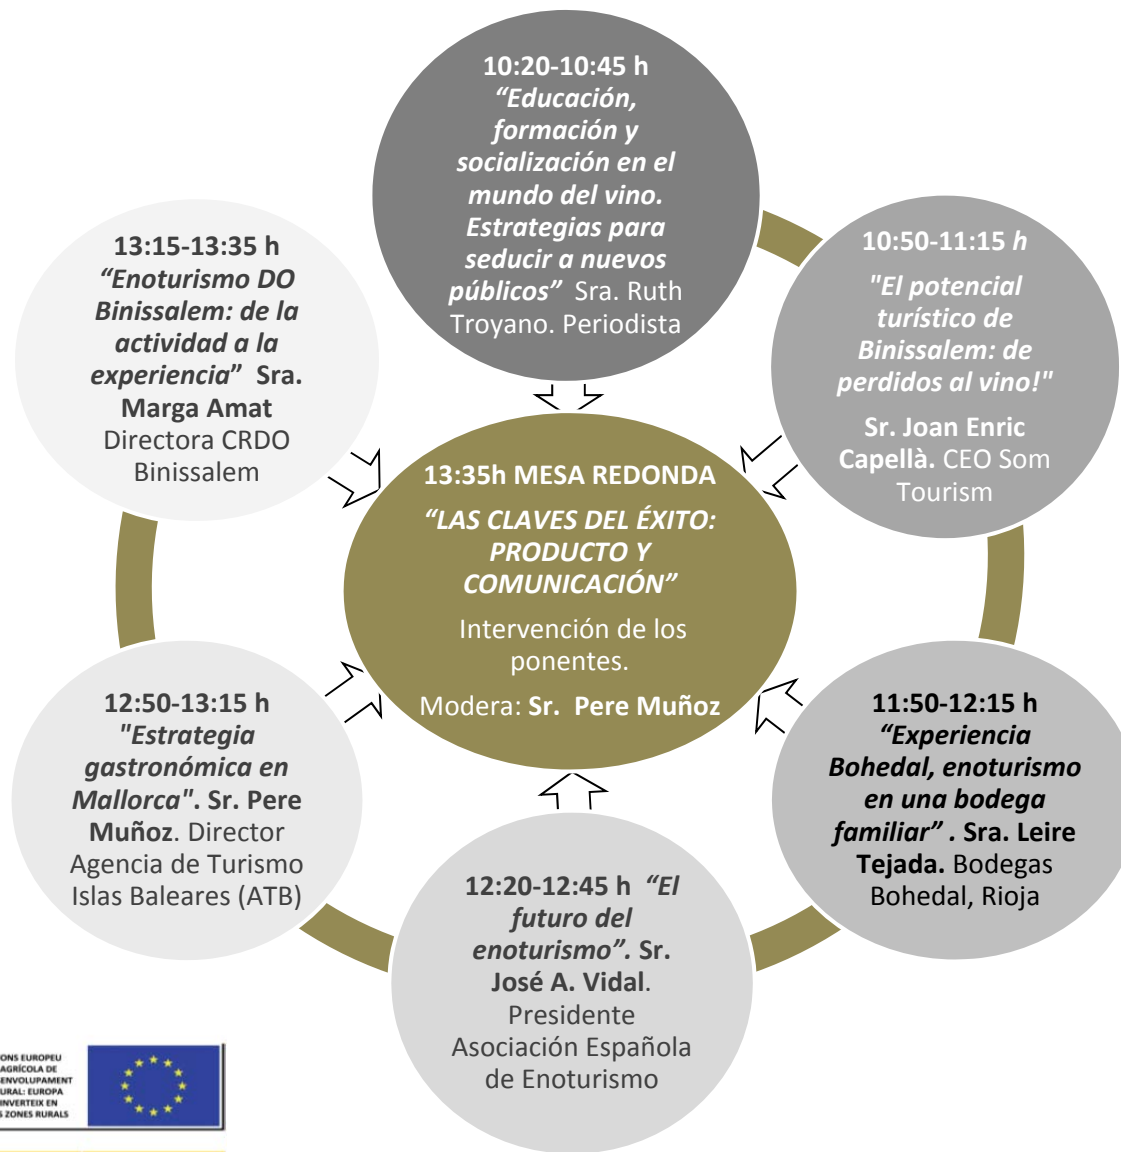 10:20-10:45 h
“Educación,
formación y
socialización en el
mundo del vino.
Estrategias para
seducir a nuevos
públicos” Sra. Ruth
Troyano. Periodista
10:50-11:15 h
"El potencial
turístico de
Binissalem: de
perdidos al vino!"
Sr. Joan Enric
Capellà. CEO Som
Tourism
11:50-12:15 h
“Experiencia
Bohedal, enoturismo
en una bodega
familiar” . Sra. Leire
Tejada. Bodegas
Bohedal, Rioja
12:20-12:45 h “El
futuro del
enoturismo”. Sr.
José A. Vidal.
Presidente
Asociación Española
de Enoturismo
12:50-13:15 h
"Estrategia
gastronómica en
Mallorca". Sr. Pere
Muñoz. Director
Agencia de Turismo
Islas Baleares (ATB)
13:15-13:35 h
“Enoturismo DO
Binissalem: de la
actividad a la
experiencia” Sra.
Marga Amat
Directora CRDO
Binissalem
13:35h MESA REDONDA
“LAS CLAVES DEL ÉXITO:
PRODUCTO Y
COMUNICACIÓN”
Intervención de los
ponentes.
Modera: Sr. Pere Muñoz
ONS EUROPEU
AGRÍCOLA DE
ENVOLUPAMENT
URAL: EUROPA
INVERTEIX EN
S ZONES RURALS